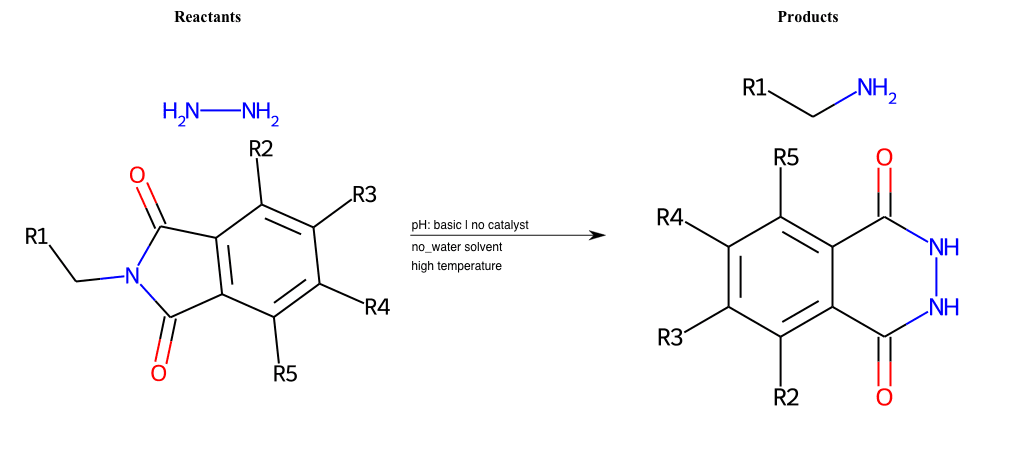 Reactants
Products
H2N NH2
R1 NH2
R2
R5
O
O
O
R3
R4
R1
N
NH
pH: basic | no catalyst
no_water solvent
high temperature
R4
NH
R3
O
R5
R2
O